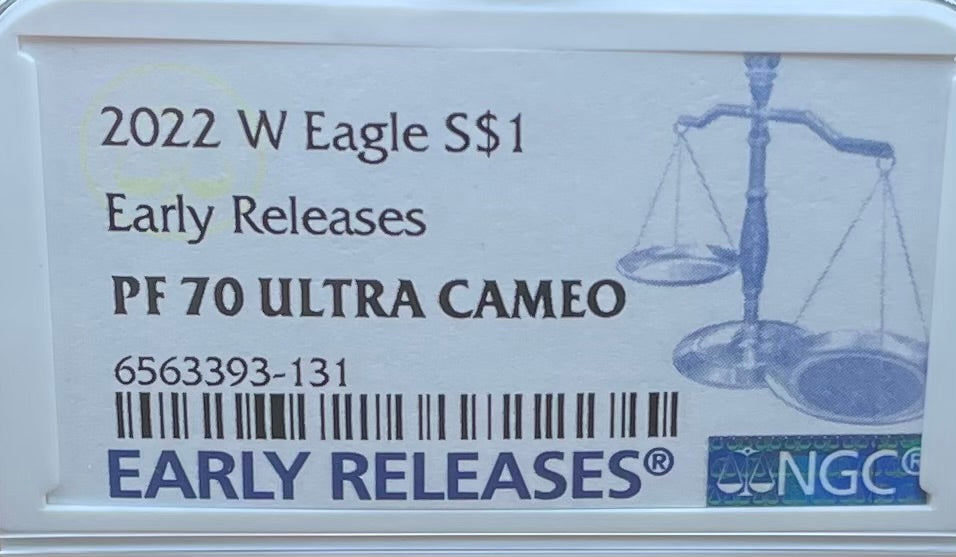 2022 W Eagle S$1
Early Releases
PF 70 ULTRA CAMEO
6563393-131
EARLY RELEASES®
NGC®